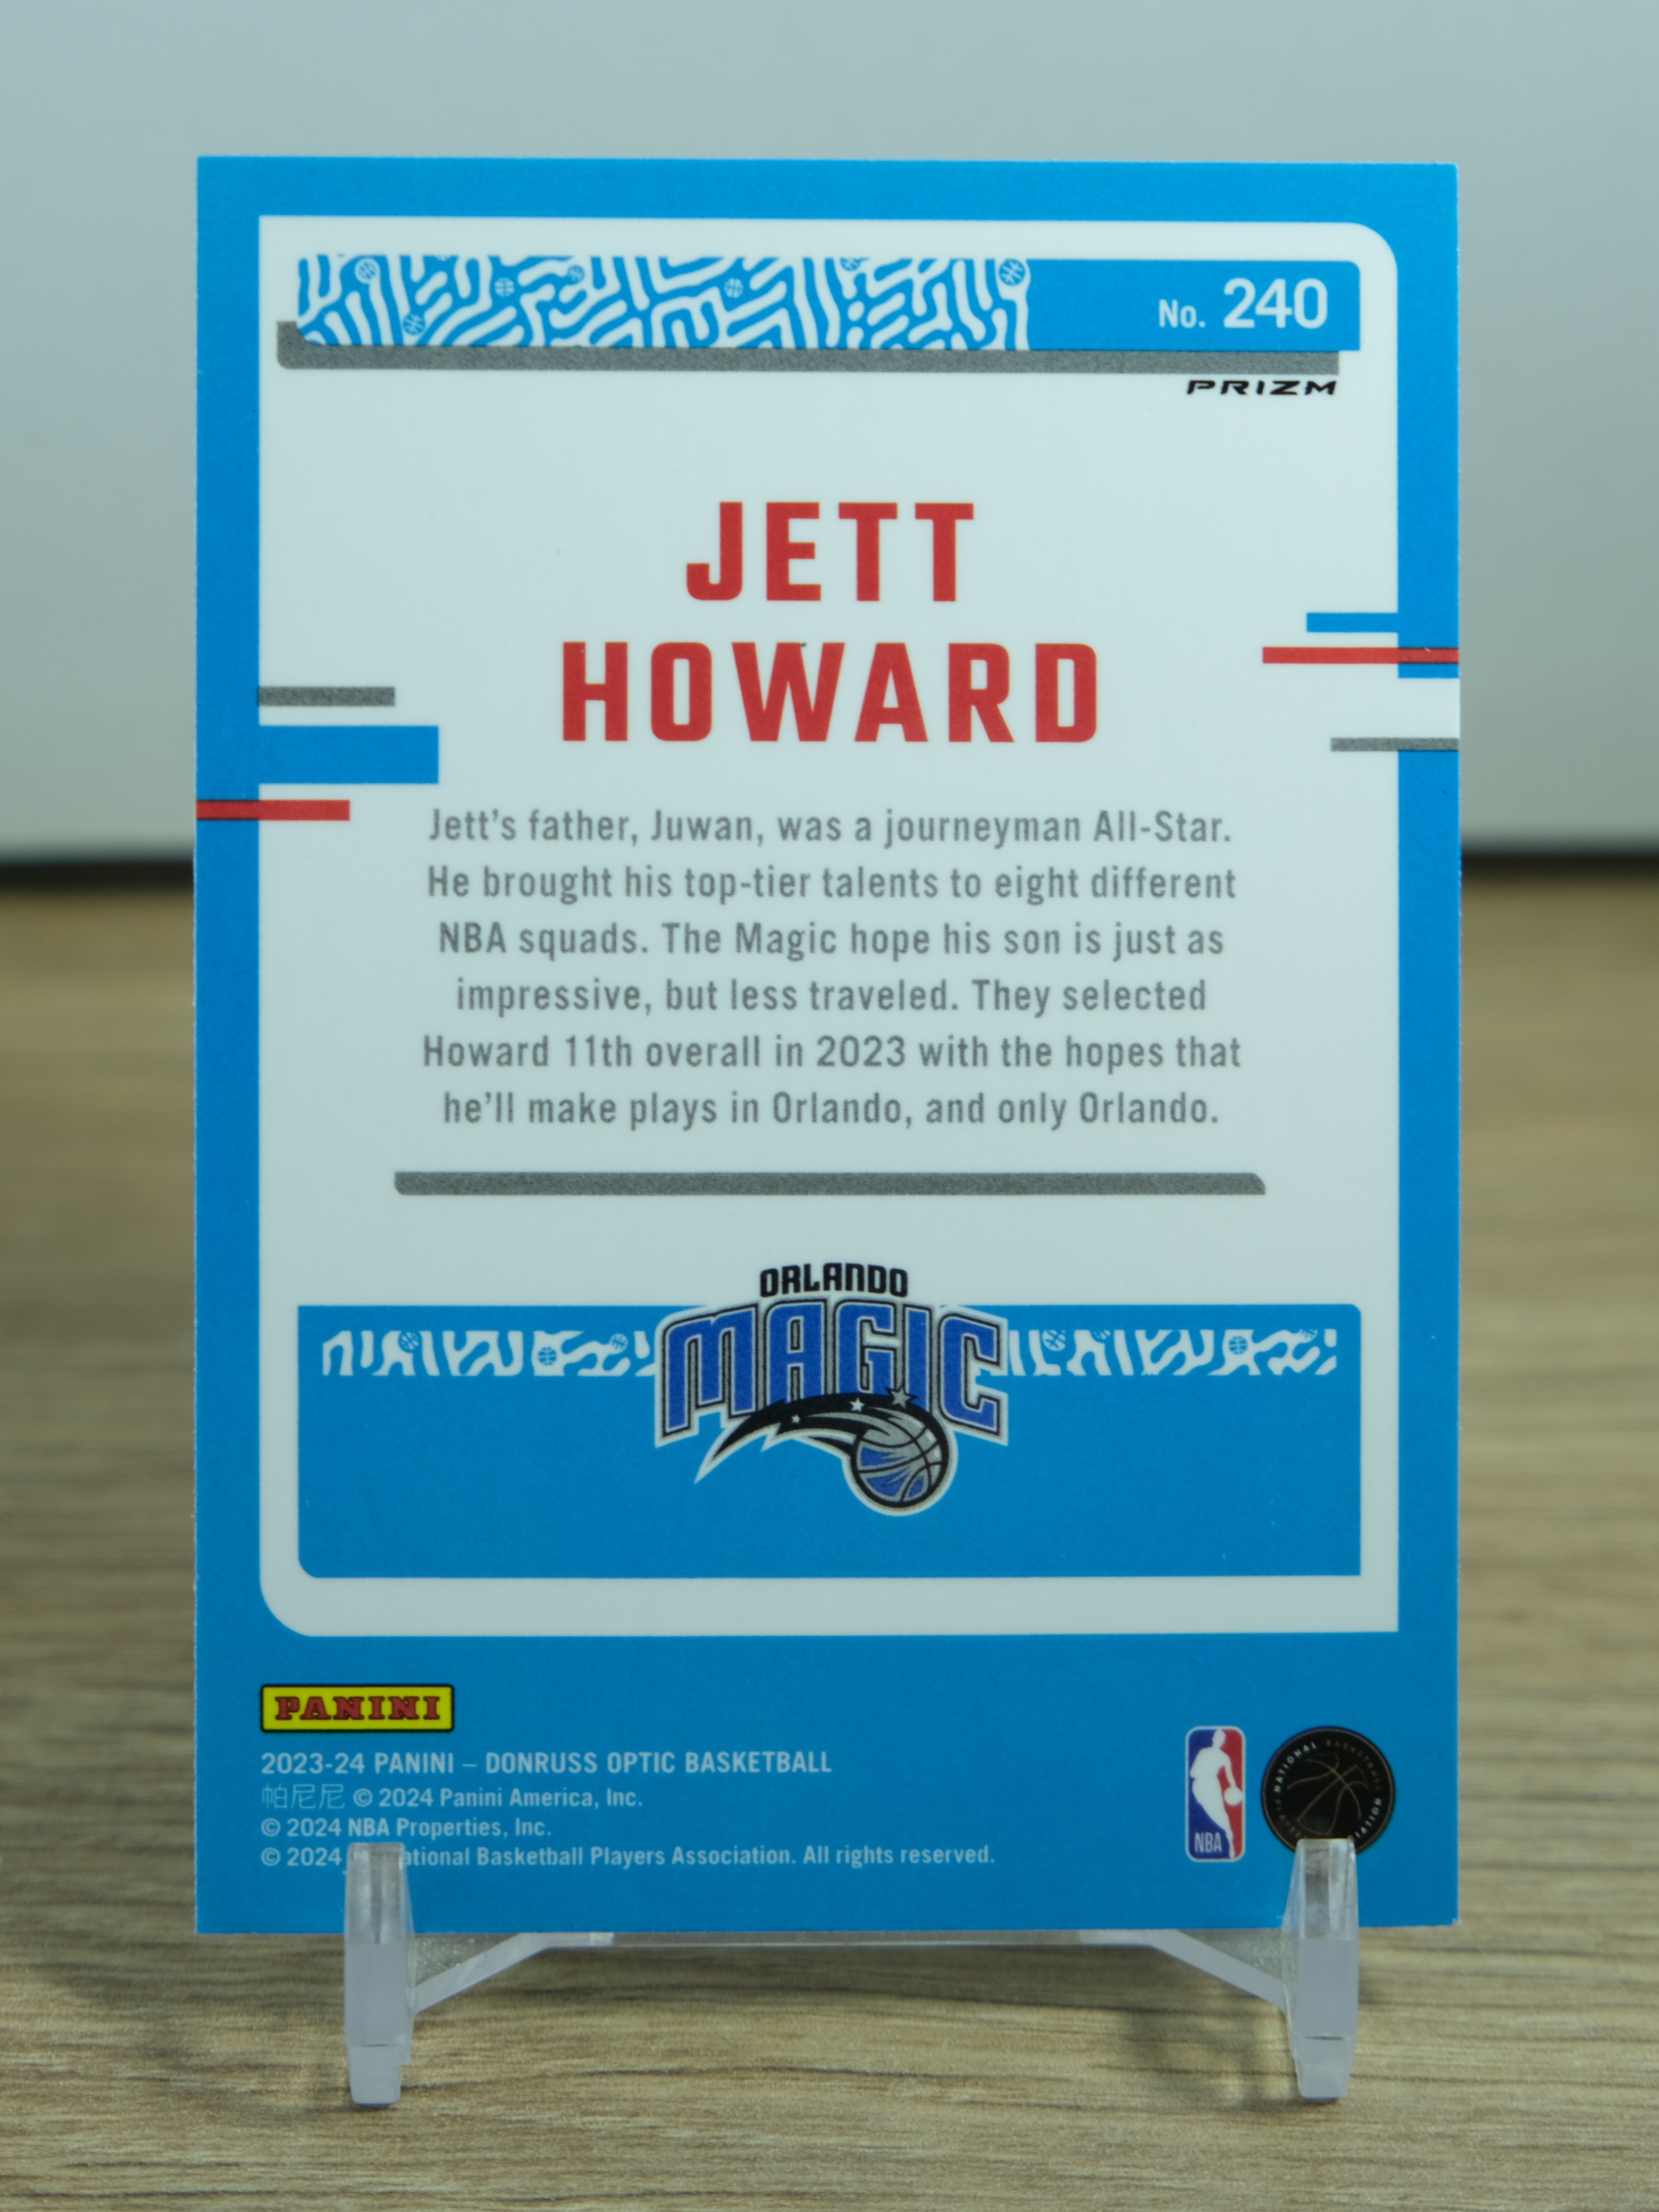 No. 240
PRIZM
JETT
HOWARD
Jett's father, Juwan, was a journeyman All-Star.
He brought his top-tier talents to eight different
NBA squads. The Magic hope his son is just as
impressive, but less traveled. They selected
Howard 11th overall in 2023 with the hopes that
he'll make plays in Orlando, and only Orlando.
ORLANDO
MAGIC
PANINI
2023-24 PANINI – DONRUSS OPTIC BASKETBALL
帕尼尼 © 2024 Panini America, Inc.
© 2024 NBA Properties, Inc.
© 2024 Basketball Players Association. All rights reserved.
NBA
NATIONAL BASKETBALL